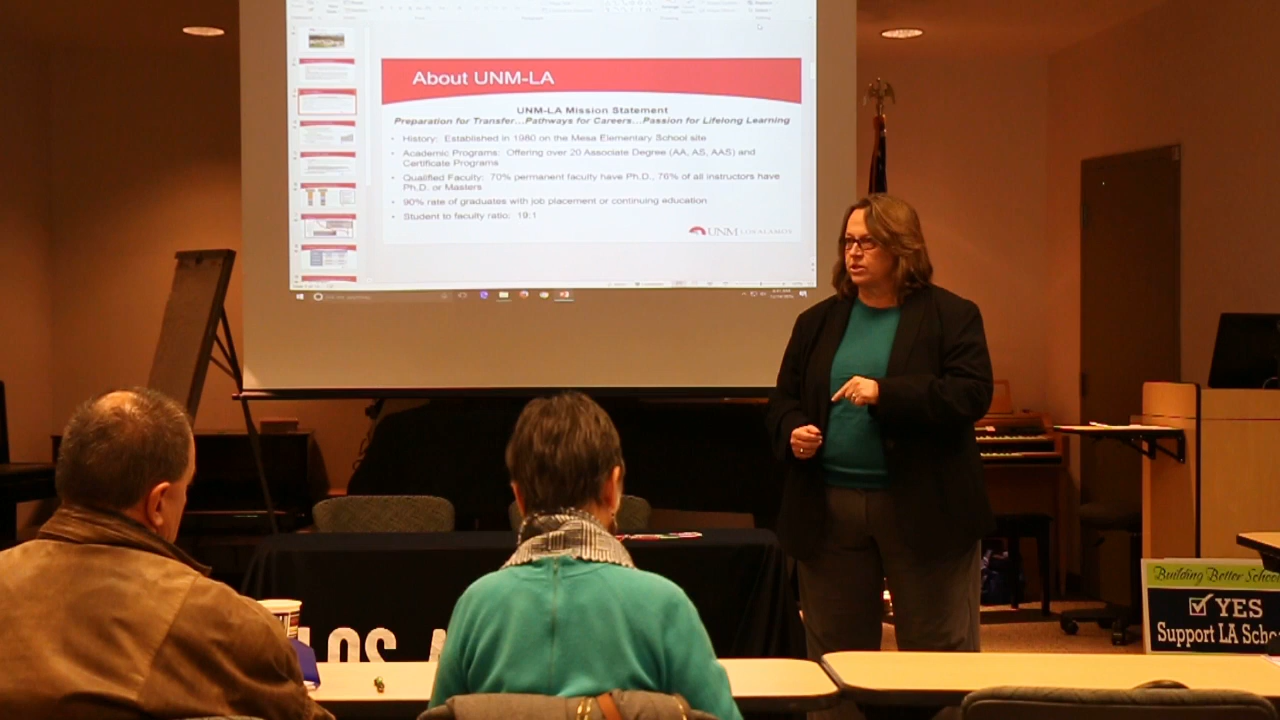 About UNM-LA
UNM-LA Mission Statement
Preparation for Transfer...Pathways for Careers...Passion for Lifelong Learning
• History: Established in 1980 on the Mesa Elementary School site
• Academic Programs: Offering over 20 Associate Degree (AA, AS, AAS) and
Certificate Programs
• Qualified Faculty: 70% permanent faculty have Ph.D., 76% of all instructors have
Ph.D. or Masters
• 90% rate of graduates with job placement or continuing education
• Student to faculty ratio: 19:1
UNM LOS ALAMOS
LOS A
Building Better School
YES
Support LA Scho